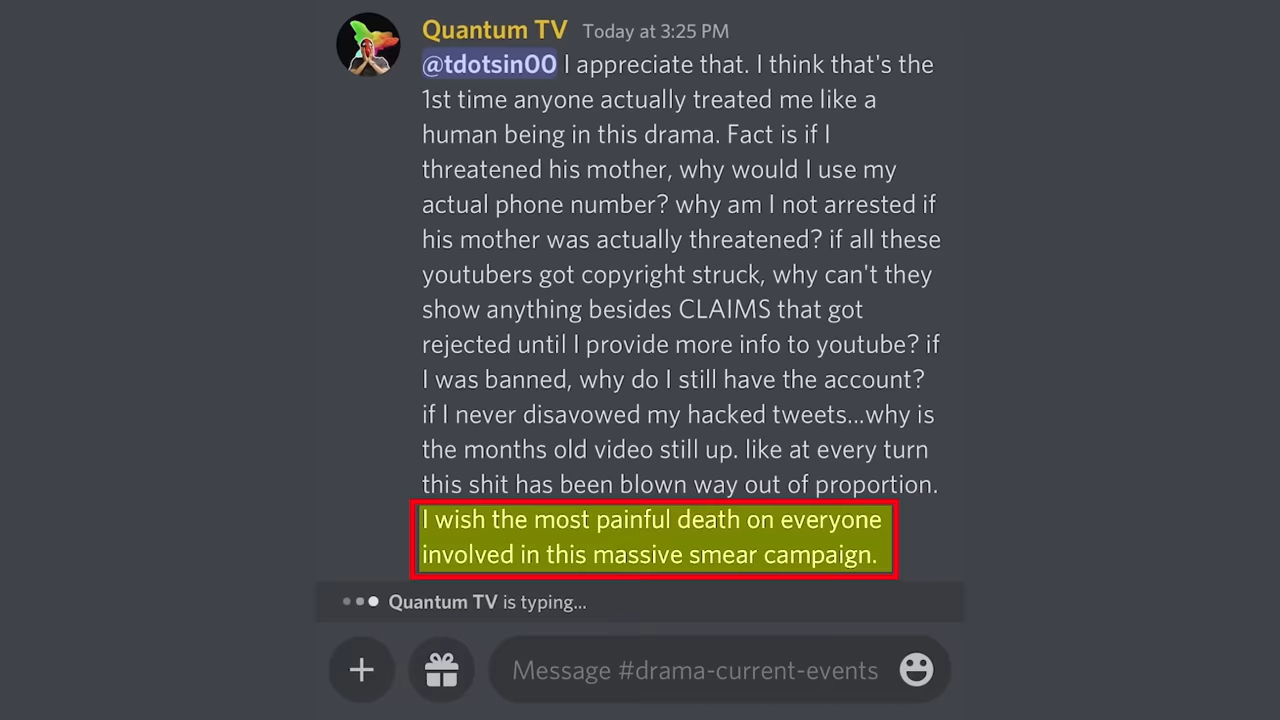 Quantum TV Today at 3:25 PM
@tdotsin00 I appreciate that. I think that's the
1st time anyone actually treated me like a
human being in this drama. Fact is if I
threatened his mother, why would I use my
actual phone number? why am I not arrested if
his mother was actually threatened? if all these
youtubers got copyright struck, why can't they
show anything besides CLAIMS that got
rejected until I provide more info to youtube? if
I was banned, why do I still have the account?
if I never disavowed my hacked tweets...why is
the months old video still up. like at every turn
this shit has been blown way out of proportion.
I wish the most painful death on everyone
involved in this massive smear campaign.
Quantum TV is typing...
Message #drama-current-events